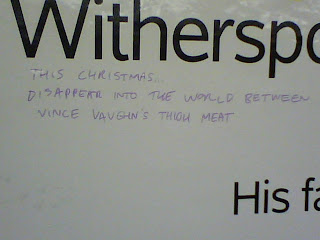 Witherspo
THIS CHRISTMAS...
DISAPPEAR INTO THE WORLD BETWEEN
VINCE VAUGHN'S THIGH MEAT
His fa